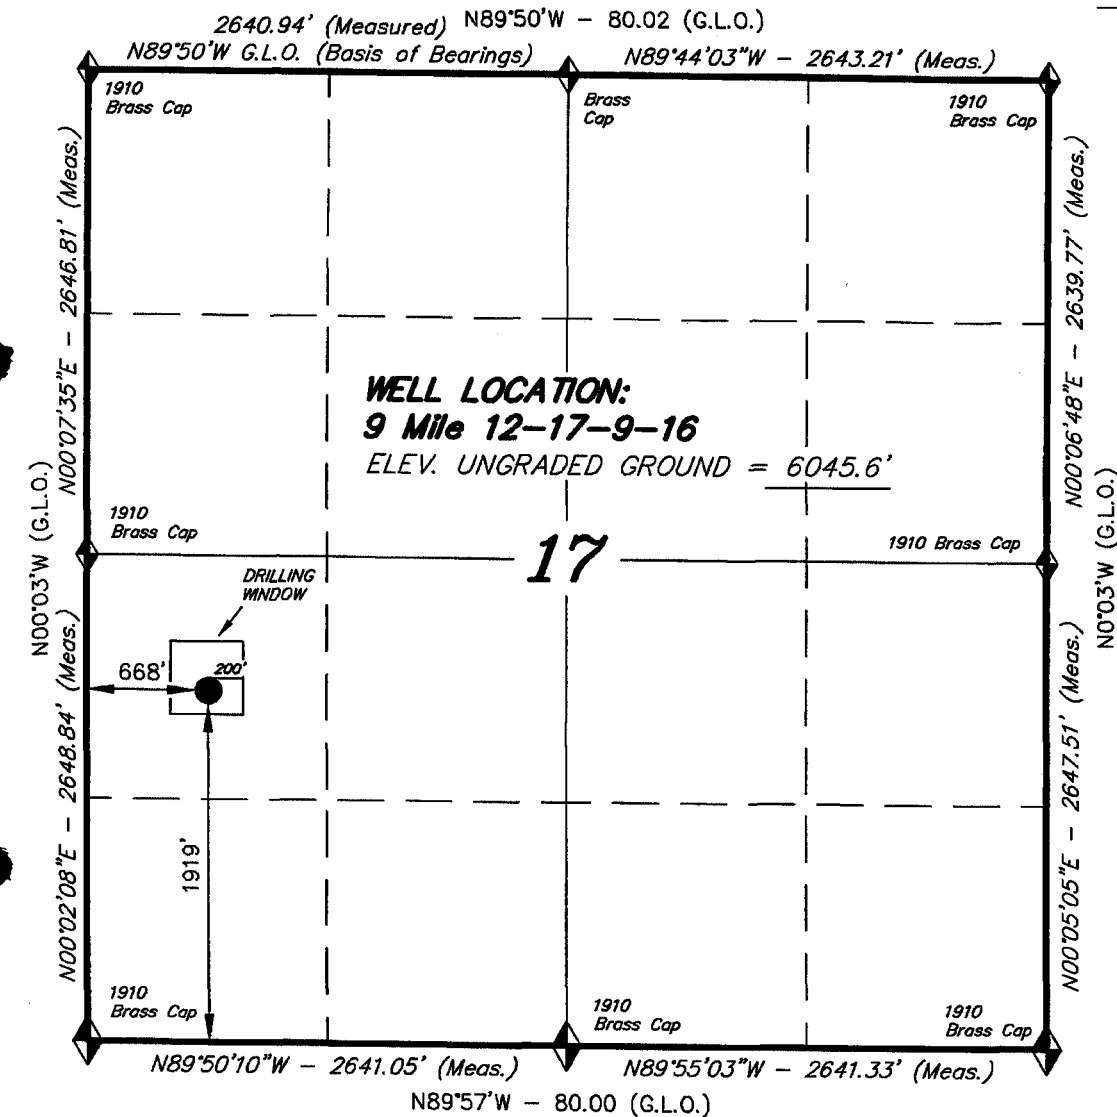 2640.94' (Measured) N89°50'W - 80.02 (G.L.O.)
N89°50'W G.L.O. (Basis of Bearings)
N89°44'03"W - 2643.21' (Meas.)
1910
Brass Cap
Brass
Cap
1910
Brass Cap
N00°07'35"E - 2646.81' (Meas.)
N00°06'48"E - 2639.77' (Meas.)
WELL LOCATION:
9 Mile 12-17-9-16
ELEV. UNGRADED GROUND = 6045.6'
N00°03'W (G.L.O.)
N0°03'W (G.L.O.)
1910
Brass Cap
17
1910 Brass Cap
DRILLING
WINDOW
668'
200'
1919'
N00°02'08"E - 2648.84' (Meas.)
N00°05'05"E - 2647.51' (Meas.)
1910
Brass Cap
1910
Brass Cap
1910
Brass Cap
N89°50'10"W - 2641.05' (Meas.)
N89°55'03"W - 2641.33' (Meas.)
N89°57'W - 80.00 (G.L.O.)